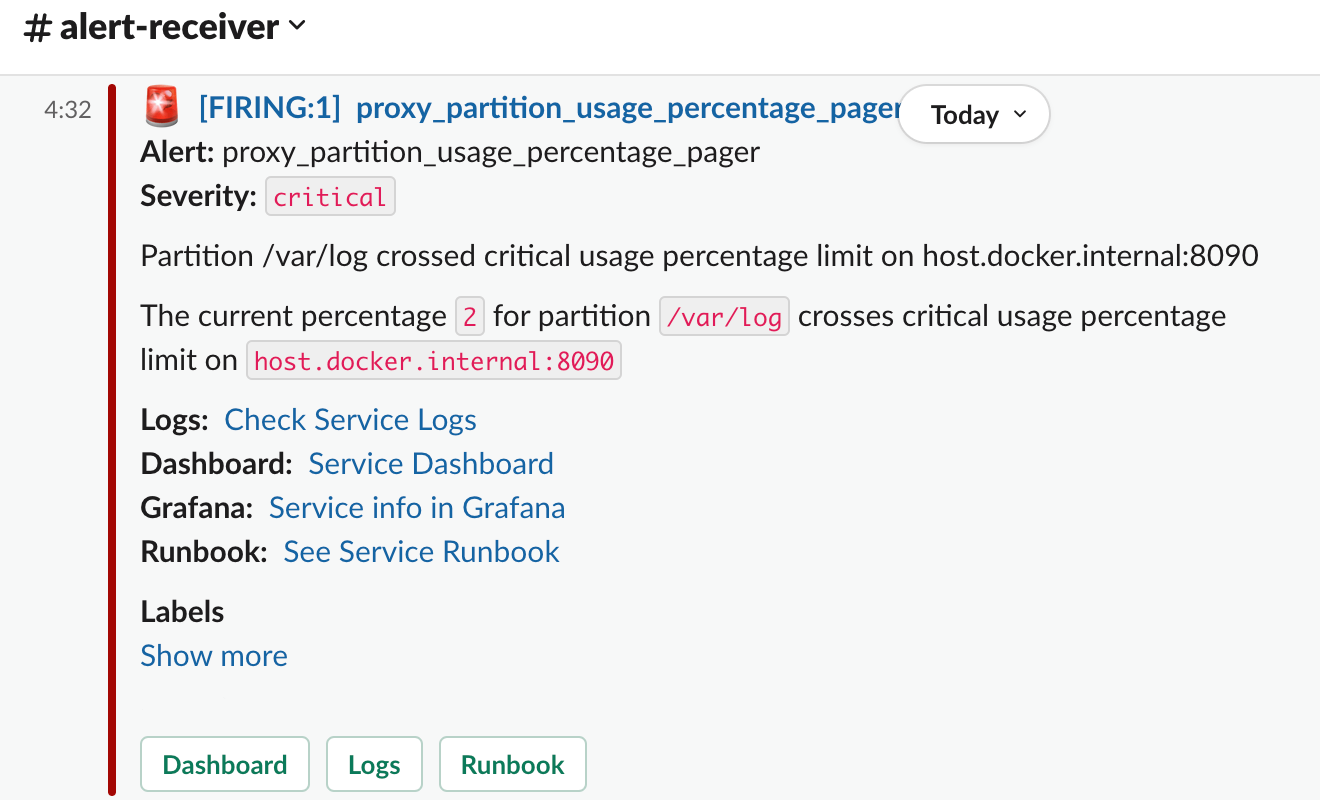 # alert-receiver
4:32
[FIRING:1] proxy_partition_usage_percentage_pager
Today
Alert: proxy_partition_usage_percentage_pager
Severity: critical
Partition /var/log crossed critical usage percentage limit on host.docker.internal:8090
The current percentage 2 for partition /var/log crosses critical usage percentage
limit on host.docker.internal:8090
Logs: Check Service Logs
Dashboard: Service Dashboard
Grafana: Service info in Grafana
Runbook: See Service Runbook
Labels
Show more
Dashboard Logs Runbook